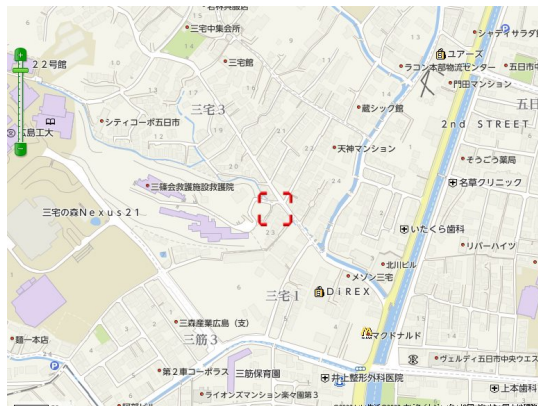 三宅中集会所
シティサラダ
三宅館
ユアーズ
２２号館
ラコン本部物流センター
五日市中
門田マンション
三宅3
蔵シック館
五日
シティコーポ五日市
2nd STREET
広島工大
天神マンション
そうごう薬局
三篠会救護施設救護院
名草クリニック
三宅の森Ｎｅｘｕｓ２１
いたくら歯科
リバーハイツ
北川ビル
メゾン三宅
三宅1
ＤｉＲＥＸ
三森産業広島（支）
マクドナルド
麺一本店
三筋3
ヴェルディ五日市中央ウエス
第２車コーポラス
三筋保育園
井上整形外科医院
上本歯科
ライオンズマンション楽々園第３